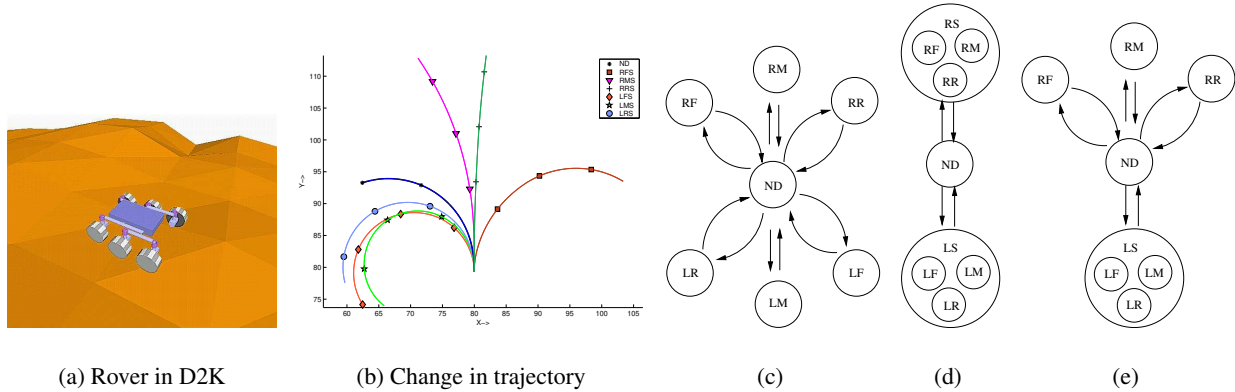 110
105
100
95
90
85
80
75
Y->
60
65
70
75
80
85
90
95
100
105
X->
ND
RFS
RMS
RRS
LFS
LMS
LRS
RM
RF
RR
ND
LR
LF
LM
RS
RF
RM
RR
ND
LS
LF
LM
LR
RM
RF
RR
ND
LS
LF
LM
LR
(a) Rover in D2K
(b) Change in trajectory
(c)
(d)
(e)